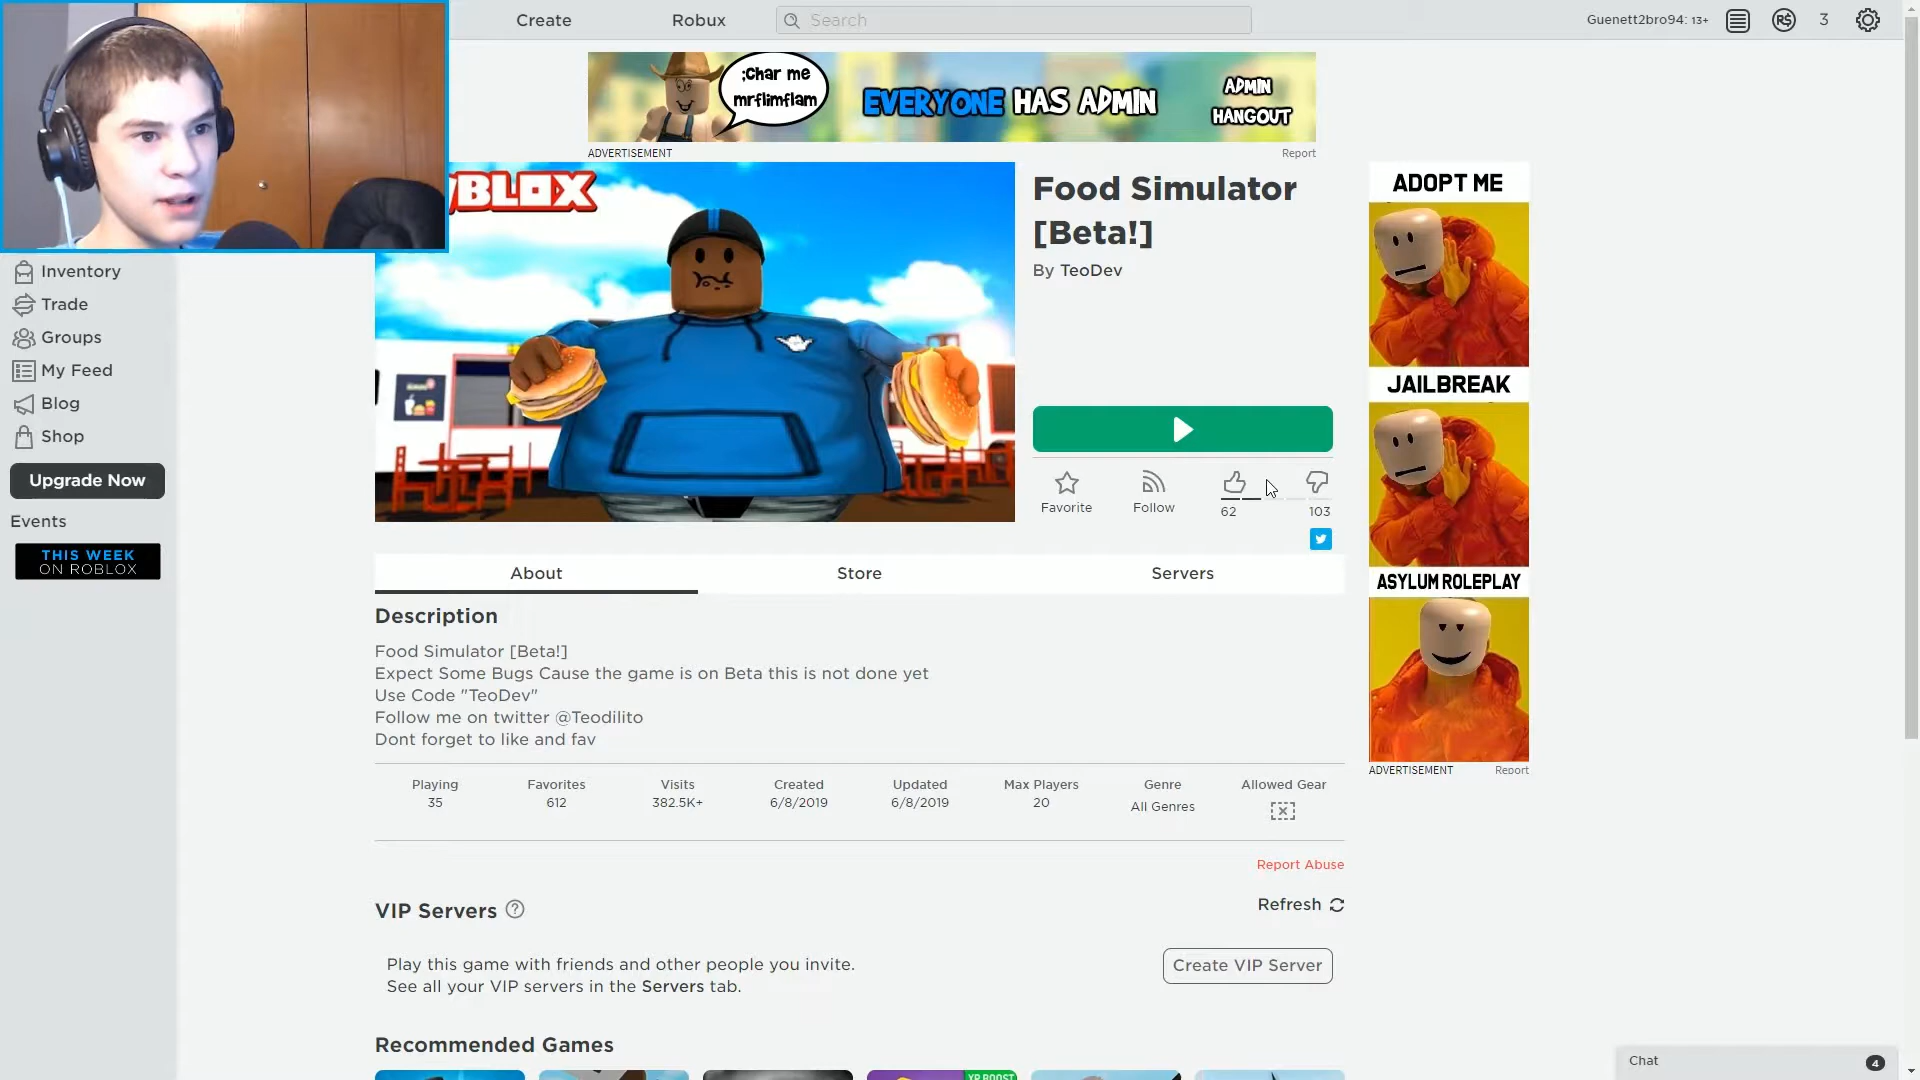 Create
Robux
Search
Guenett2bro94: 13+
3
;char me
mrflimflam
EVERYONE HAS ADMIN
ADMIN
HANGOUT
ADVERTISEMENT
Report
BLOX
Food Simulator
[Beta!]
By TeoDev
Favorite
Follow
62
103
Inventory
Trade
Groups
My Feed
Blog
Shop
Upgrade Now
Events
THIS WEEK
ON ROBLOX
ADOPT ME
JAILBREAK
ASYLUM ROLEPLAY
ADVERTISEMENT
Report
About
Store
Servers
Description
Food Simulator [Beta!]
Expect Some Bugs Cause the game is on Beta this is not done yet
Use Code "TeoDev"
Follow me on twitter @Teodilito
Dont forget to like and fav
Playing
35
Favorites
612
Visits
382.5K+
Created
6/8/2019
Updated
6/8/2019
Max Players
20
Genre
All Genres
Allowed Gear
Report Abuse
VIP Servers
Refresh
Play this game with friends and other people you invite.
See all your VIP servers in the Servers tab.
Create VIP Server
Recommended Games
Chat
4